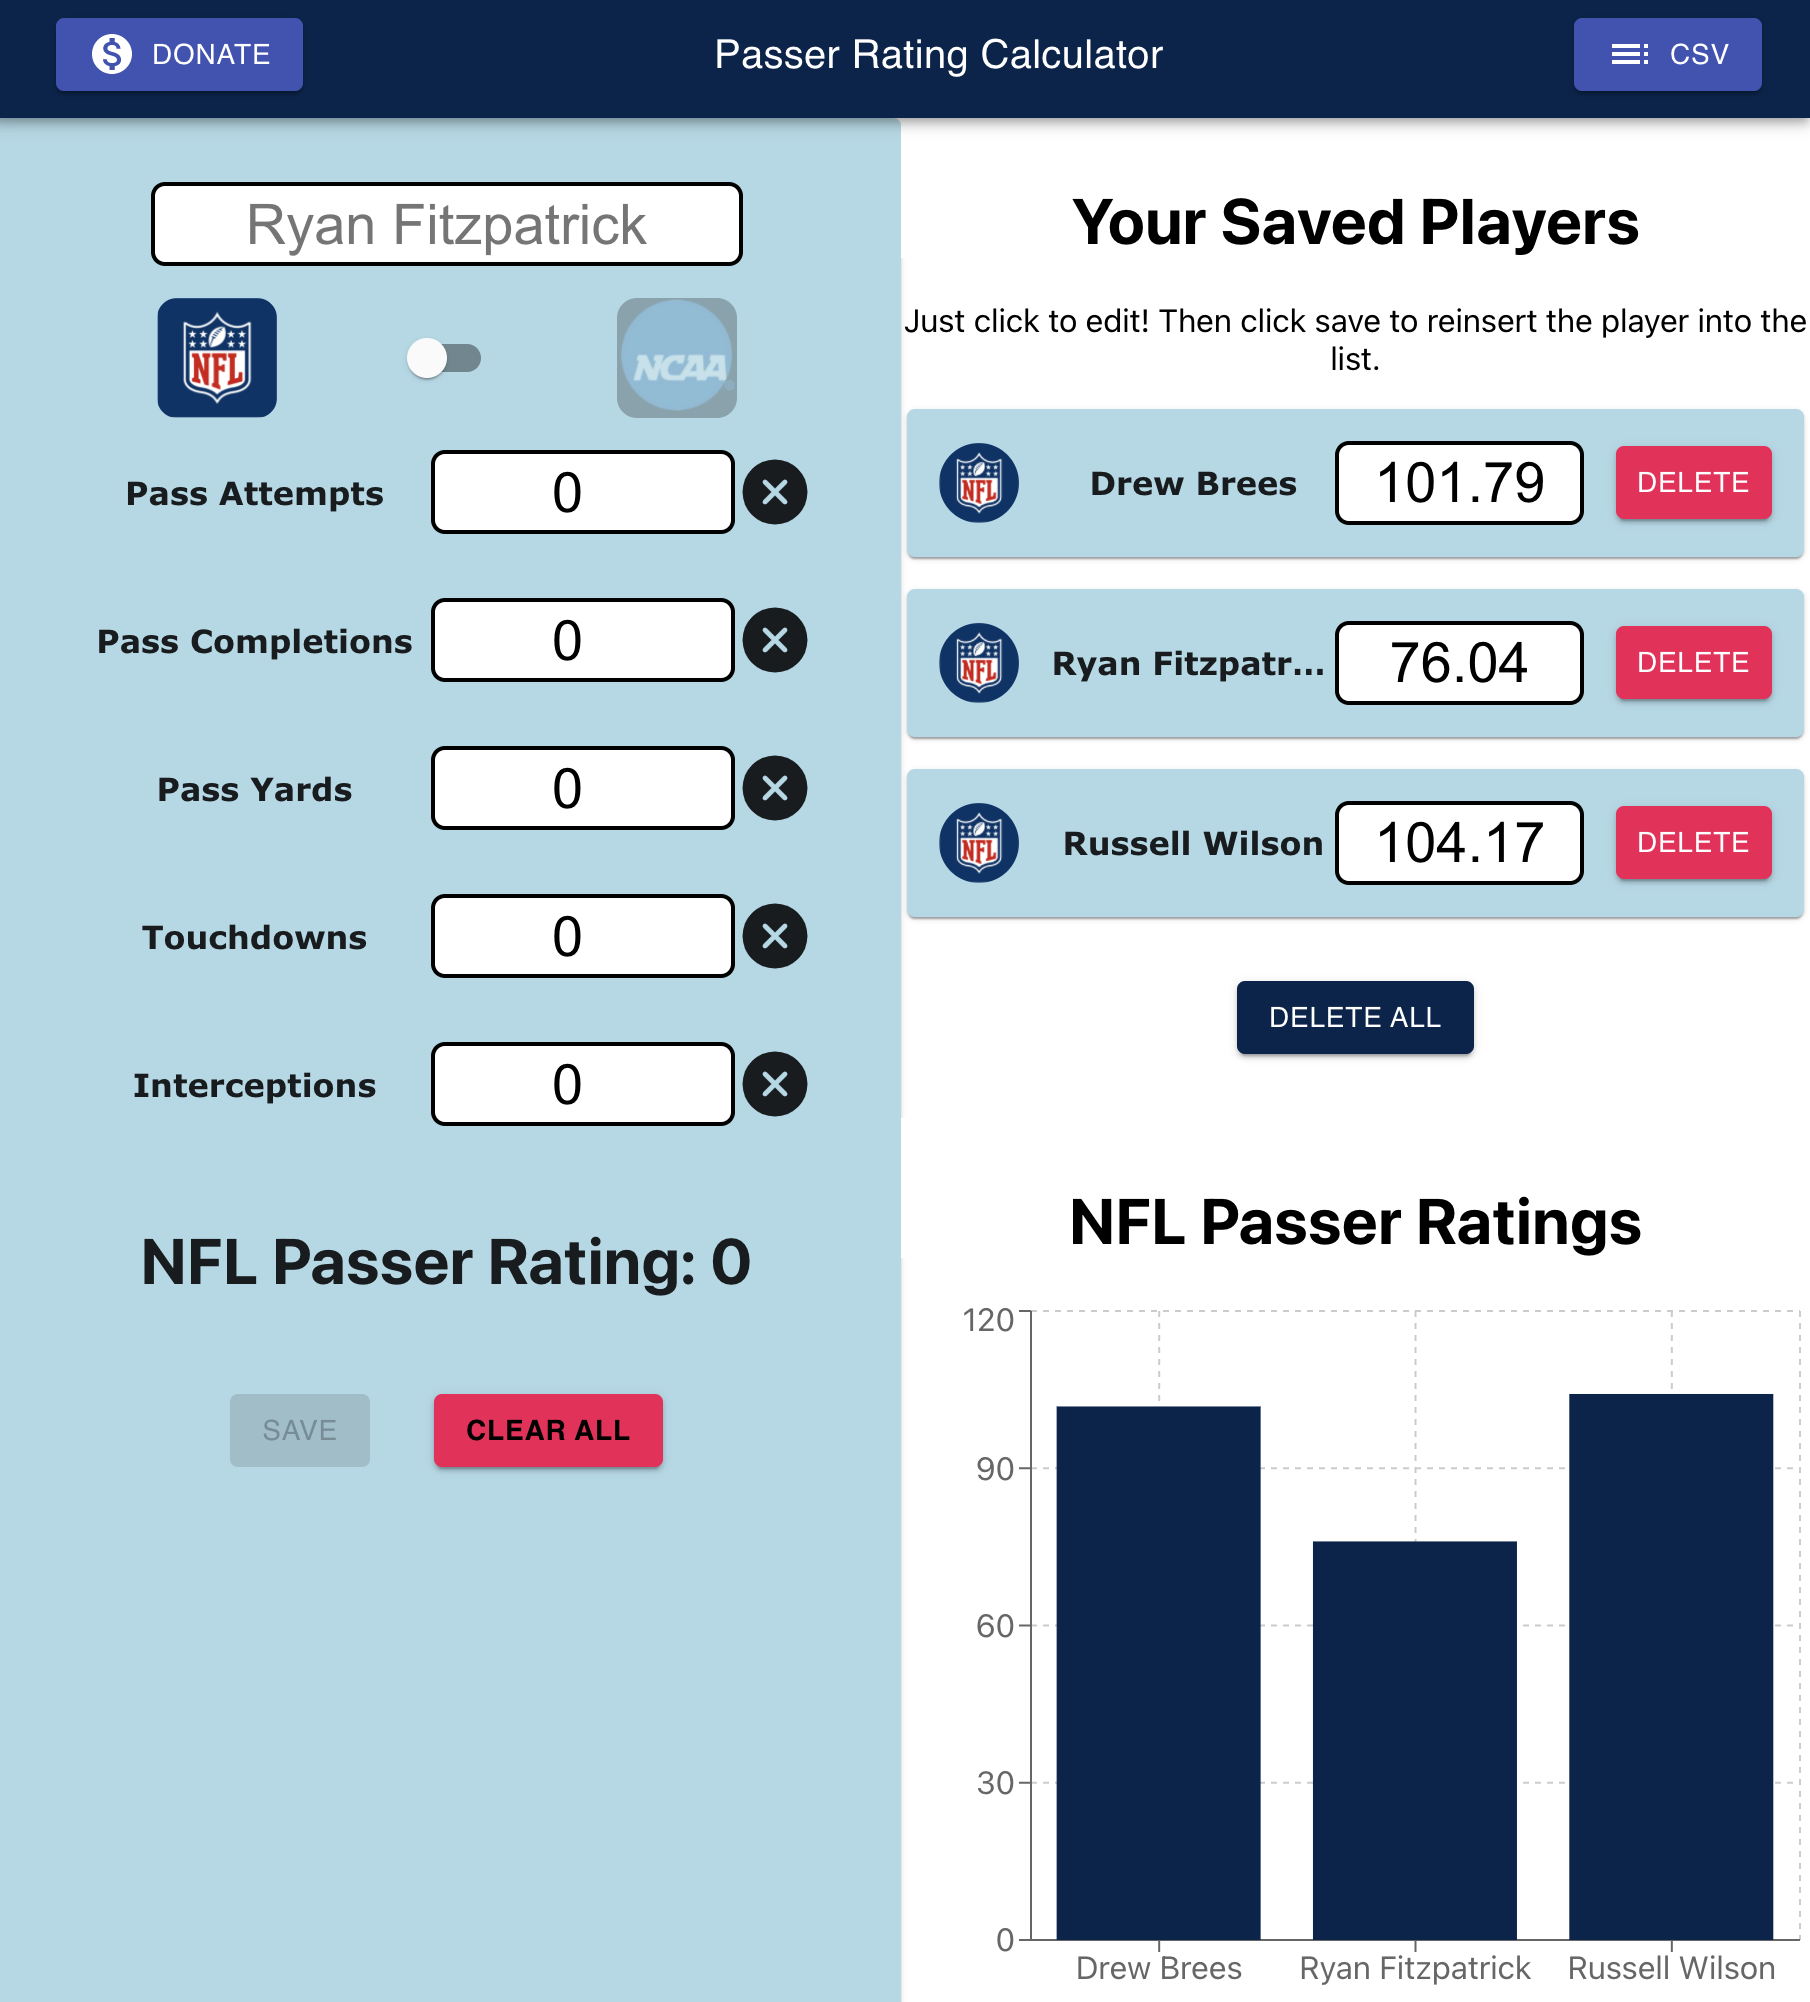 DONATE
Passer Rating Calculator
CSV
Ryan Fitzpatrick
NFL
NCAA
Pass Attempts
0
Pass Completions
0
Pass Yards
0
Touchdowns
0
Interceptions
0
NFL Passer Rating: 0
SAVE
CLEAR ALL
Your Saved Players
Just click to edit! Then click save to reinsert the player into the
list.
NFL
Drew Brees
101.79
DELETE
NFL
Ryan Fitzpatr...
76.04
DELETE
NFL
Russell Wilson
104.17
DELETE
DELETE ALL
NFL Passer Ratings
120
90
60
30
0
Drew Brees
Ryan Fitzpatrick
Russell Wilson